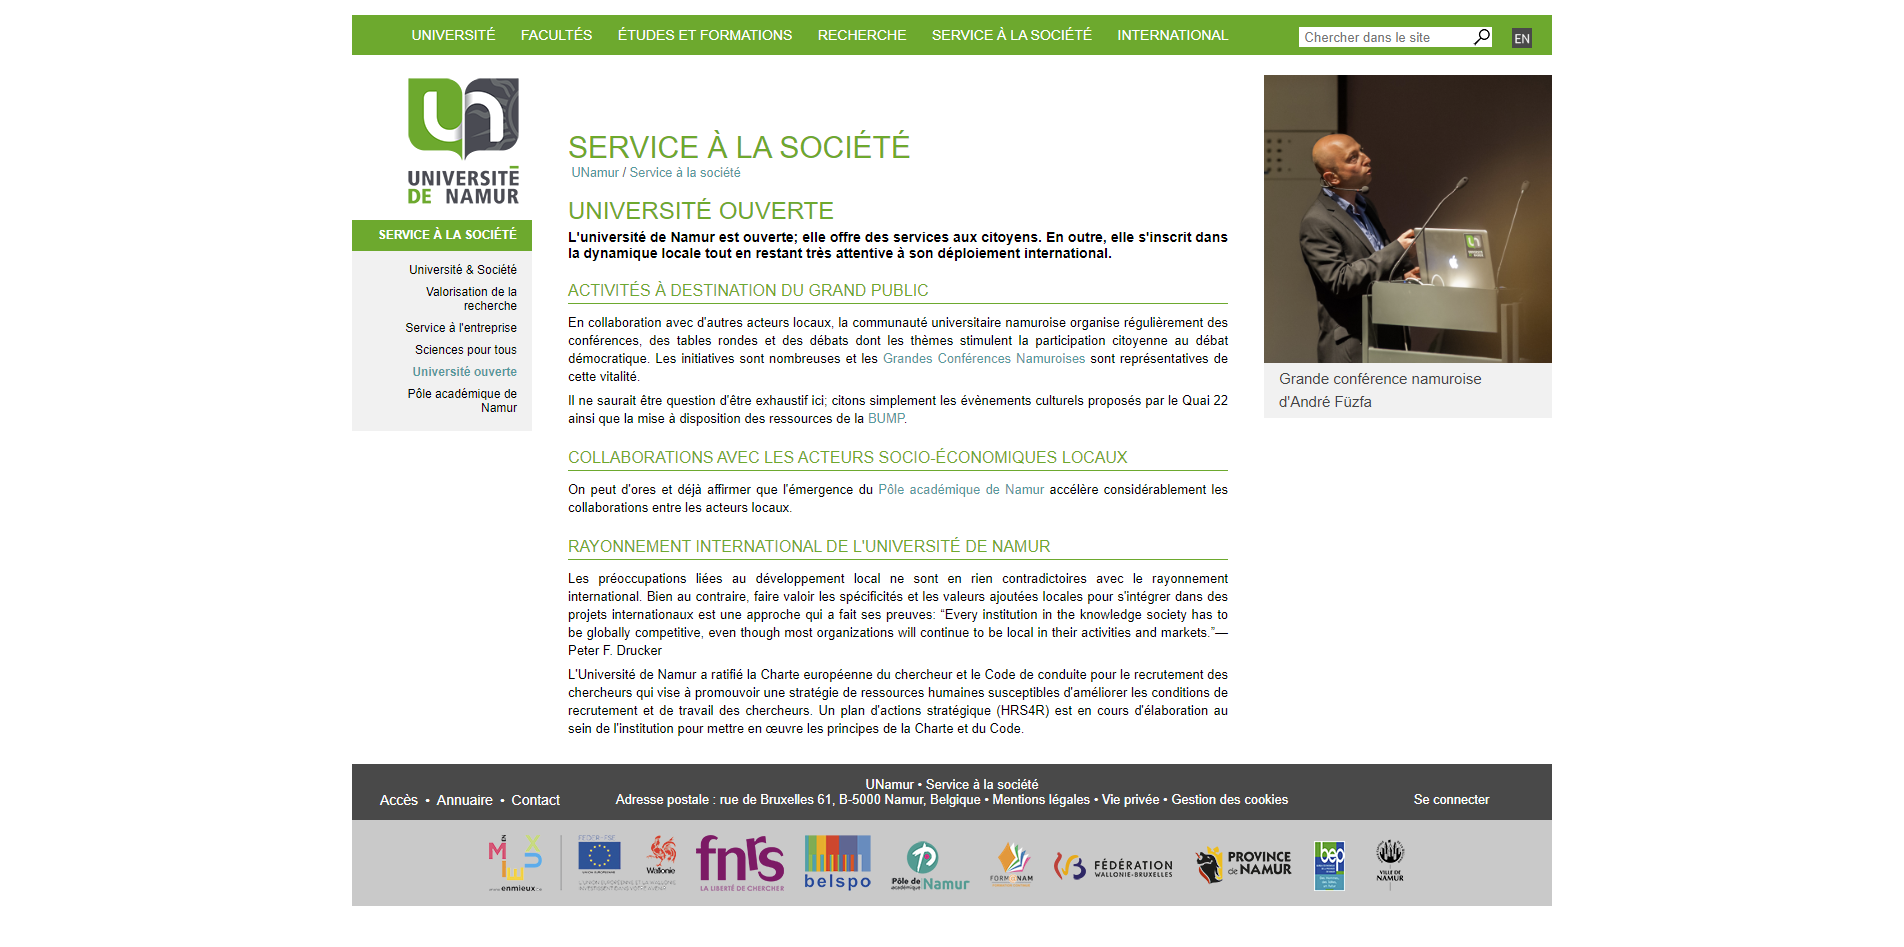 UNIVERSITÉ FACULTÉS ÉTUDES ET FORMATIONS RECHERCHE SERVICE À LA SOCIÉTÉ INTERNATIONAL
Chercher dans le site
EN
UNIVERSITÉ
DE NAMUR
SERVICE À LA SOCIÉTÉ
Université & Société
Valorisation de la
recherche
Service à l'entreprise
Sciences pour tous
Université ouverte
Pôle académique de
Namur
SERVICE À LA SOCIÉTÉ
UNamur / Service à la société
UNIVERSITÉ OUVERTE
L'université de Namur est ouverte; elle offre des services aux citoyens. En outre, elle s'inscrit dans
la dynamique locale tout en restant très attentive à son déploiement international.
ACTIVITÉS À DESTINATION DU GRAND PUBLIC
En collaboration avec d'autres acteurs locaux, la communauté universitaire namuroise organise régulièrement des
conférences, des tables rondes et des débats dont les thèmes stimulent la participation citoyenne au débat
démocratique. Les initiatives sont nombreuses et les Grandes Conférences Namuroises sont représentatives de
cette vitalité.
Il ne saurait être question d'être exhaustif ici; citons simplement les évènements culturels proposés par le Quai 22
ainsi que la mise à disposition des ressources de la BUMP.
COLLABORATIONS AVEC LES ACTEURS SOCIO-ÉCONOMIQUES LOCAUX
On peut d'ores et déjà affirmer que l'émergence du Pôle académique de Namur accélère considérablement les
collaborations entre les acteurs locaux.
RAYONNEMENT INTERNATIONAL DE L'UNIVERSITÉ DE NAMUR
Les préoccupations liées au développement local ne sont en rien contradictoires avec le rayonnement
international. Bien au contraire, faire valoir les spécificités et les valeurs ajoutées locales pour s'intégrer dans des
projets internationaux est une approche qui a fait ses preuves: “Every institution in the knowledge society has to
be globally competitive, even though most organizations will continue to be local in their activities and markets.”—
Peter F. Drucker
L'Université de Namur a ratifié la Charte européenne du chercheur et le Code de conduite pour le recrutement des
chercheurs qui vise à promouvoir une stratégie de ressources humaines susceptibles d'améliorer les conditions de
recrutement et de travail des chercheurs. Un plan d'actions stratégique (HRS4R) est en cours d'élaboration au
sein de l'institution pour mettre en œuvre les principes de la Charte et du Code.
Grande conférence namuroise
d'André Füzfa
UNamur • Service à la société
Accès • Annuaire • Contact
Adresse postale : rue de Bruxelles 61, B-5000 Namur, Belgique • Mentions légales • Vie privée • Gestion des cookies
Se connecter
EN
MIEUX
www.enmieux.be
FEDER-FSE
UNION EUROPEENNE
L'UNION EUROPÉENNE ET LA WALLONIE
INVESTISSENT DANS VOTRE AVENIR
Wallonie
fnrs
LA LIBERTÉ DE CHERCHER
belspo
Pôle de
académique Namur
FORM@NAM
FÉDÉRATION
WALLONIE-BRUXELLES
PROVINCE
de NAMUR
bep
VILLE DE
NAMUR